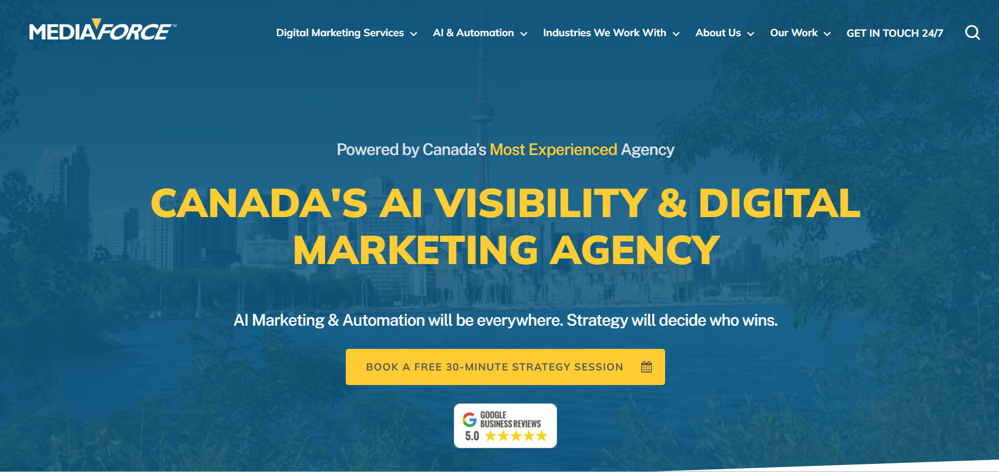 MEDIAFORCE™
Digital Marketing Services
AI & Automation
Industries We Work With
About Us
Our Work
GET IN TOUCH 24/7
Powered by Canada’s Most Experienced Agency
CANADA'S AI VISIBILITY & DIGITAL
MARKETING AGENCY
AI Marketing & Automation will be everywhere. Strategy will decide who wins.
BOOK A FREE 30-MINUTE STRATEGY SESSION
GOOGLE
BUSINESS REVIEWS
5.0